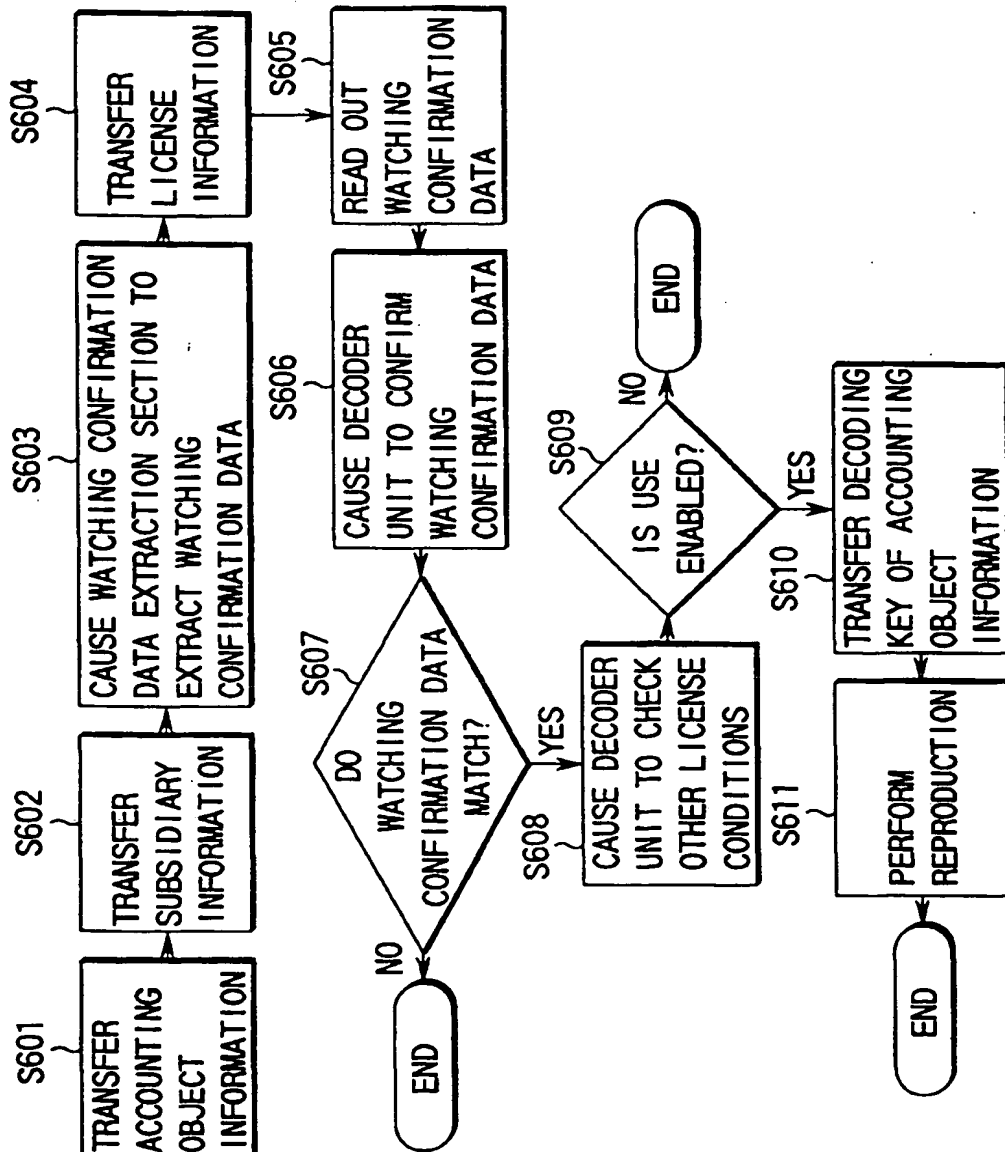 S601
TRANSFER
ACCOUNTING
OBJECT
INFORMATION
S602
TRANSFER
SUBSIDIARY
INFORMATION
S603
CAUSE WATCHING CONFIRMATION
DATA EXTRACTION SECTION TO
EXTRACT WATCHING
CONFIRMATION DATA
S604
TRANSFER
LICENSE
INFORMATION
S605
READ OUT
WATCHING
CONFIRMATION
DATA
S606
CAUSE DECODER
UNIT TO CONFIRM
WATCHING
CONFIRMATION DATA
S607
DO
WATCHING
CONFIRMATION DATA
MATCH?
NO
END
YES
S608
CAUSE DECODER
UNIT TO CHECK
OTHER LICENSE
CONDITIONS
S609
IS USE
ENABLED?
NO
END
YES
S610
TRANSFER DECODING
KEY OF ACCOUNTING
OBJECT
INFORMATION
S611
PERFORM
REPRODUCTION
END